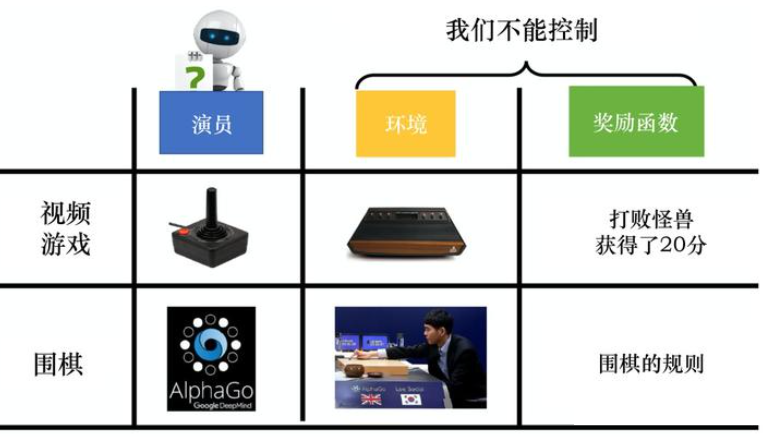 我们不能控制
?
演员
环境
奖励函数
视频
游戏
打败怪兽
获得了20分
围棋
AlphaGo
Google DeepMind
AlphaGo
Lee Sedol
围棋的规则